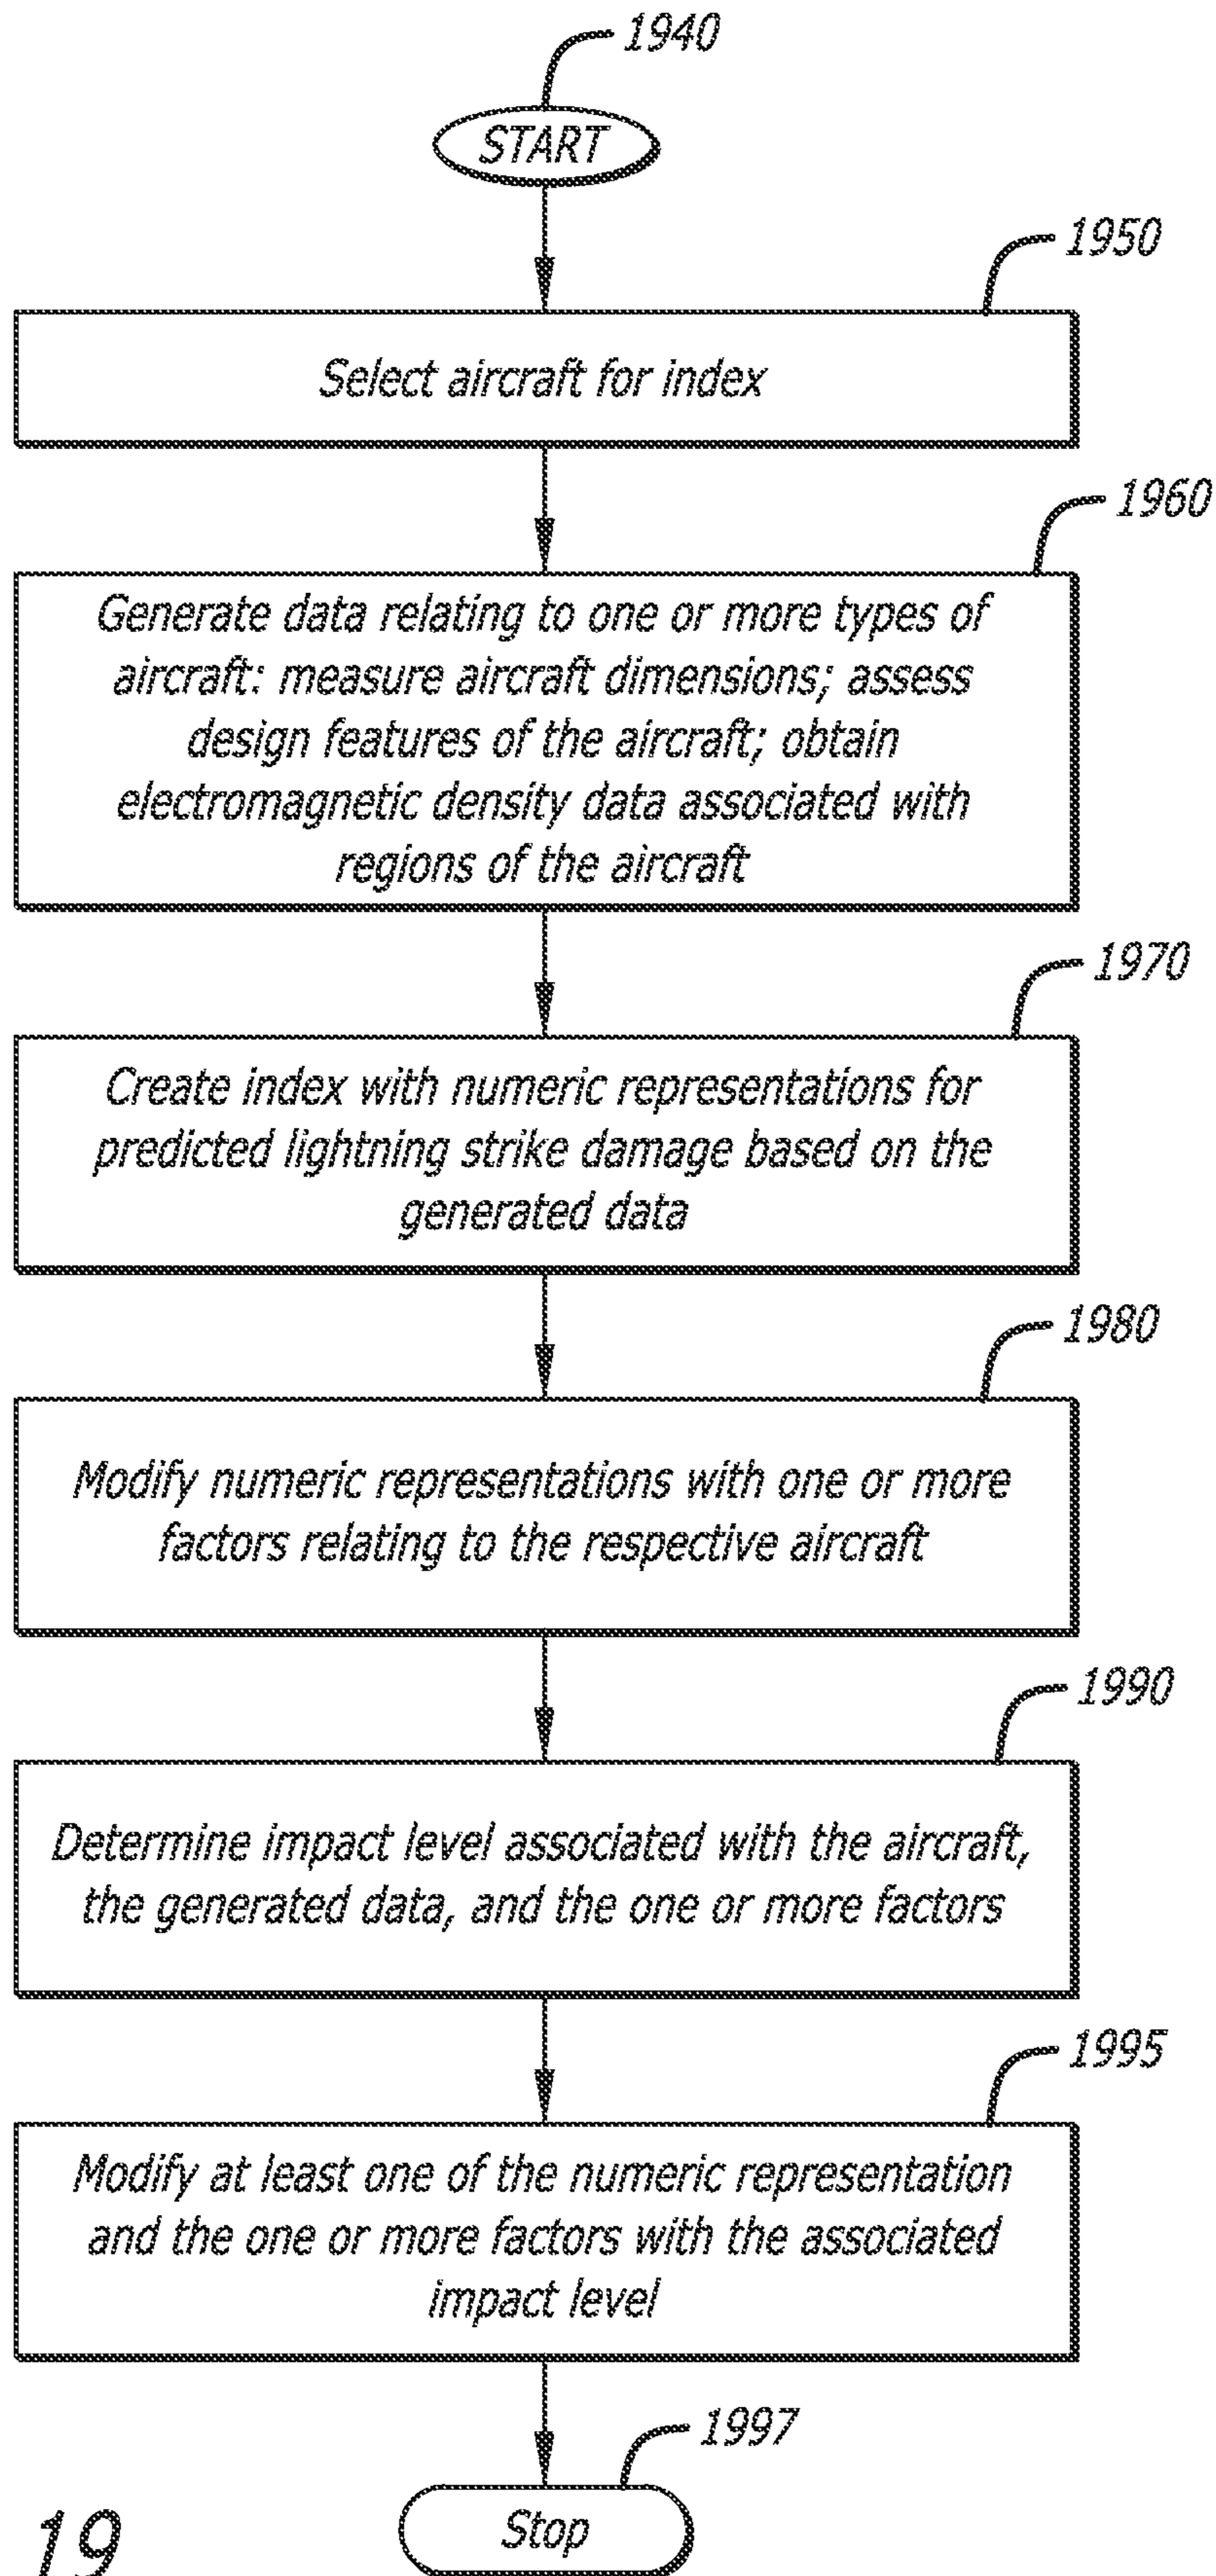 1940
START
1950
Select aircraft for index
1960
Generate data relating to one or more types of
aircraft: measure aircraft dimensions; assess
design features of the aircraft; obtain
electromagnetic density data associated with
regions of the aircraft
1970
Create index with numeric representations for
predicted lightning strike damage based on the
generated data
1980
Modify numeric representations with one or more
factors relating to the respective aircraft
1990
Determine impact level associated with the aircraft,
the generated data, and the one or more factors
1995
Modify at least one of the numeric representation
and the one or more factors with the associated
impact level
1997
Stop
19